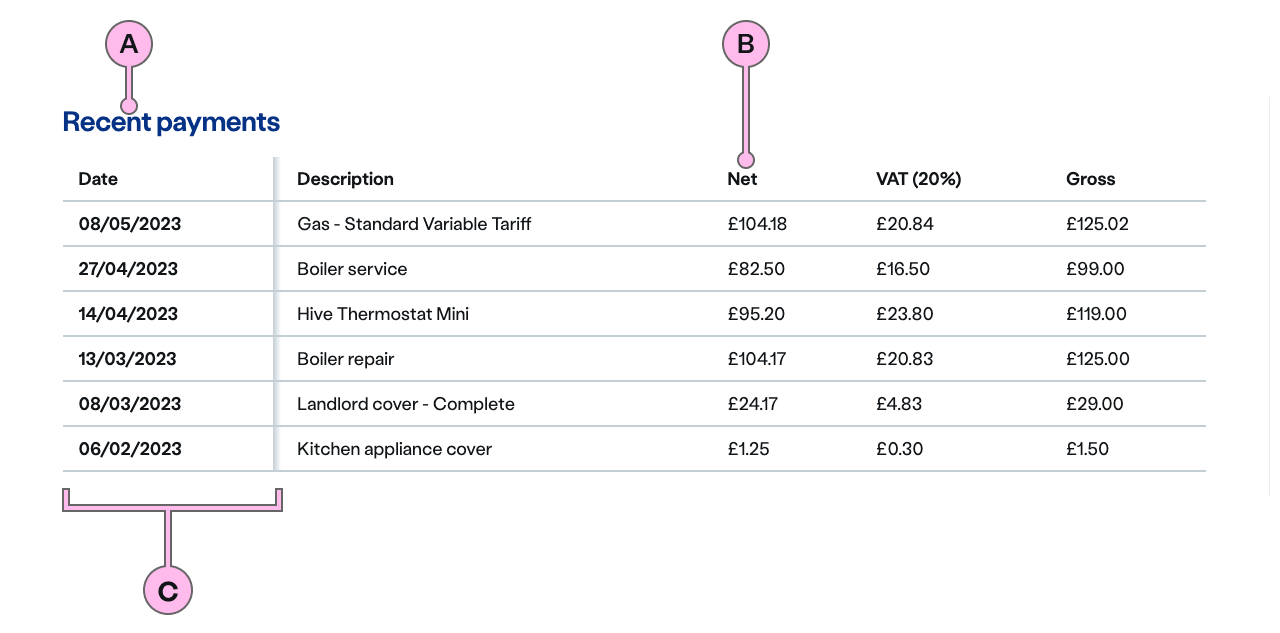 A
B
Recent payments
Date Description Net VAT (20%) Gross
08/05/2023 Gas - Standard Variable Tariff £104.18 £20.84 £125.02
27/04/2023 Boiler service £82.50 £16.50 £99.00
14/04/2023 Hive Thermostat Mini £95.20 £23.80 £119.00
13/03/2023 Boiler repair £104.17 £20.83 £125.00
08/03/2023 Landlord cover - Complete £24.17 £4.83 £29.00
06/02/2023 Kitchen appliance cover £1.25 £0.30 £1.50
C